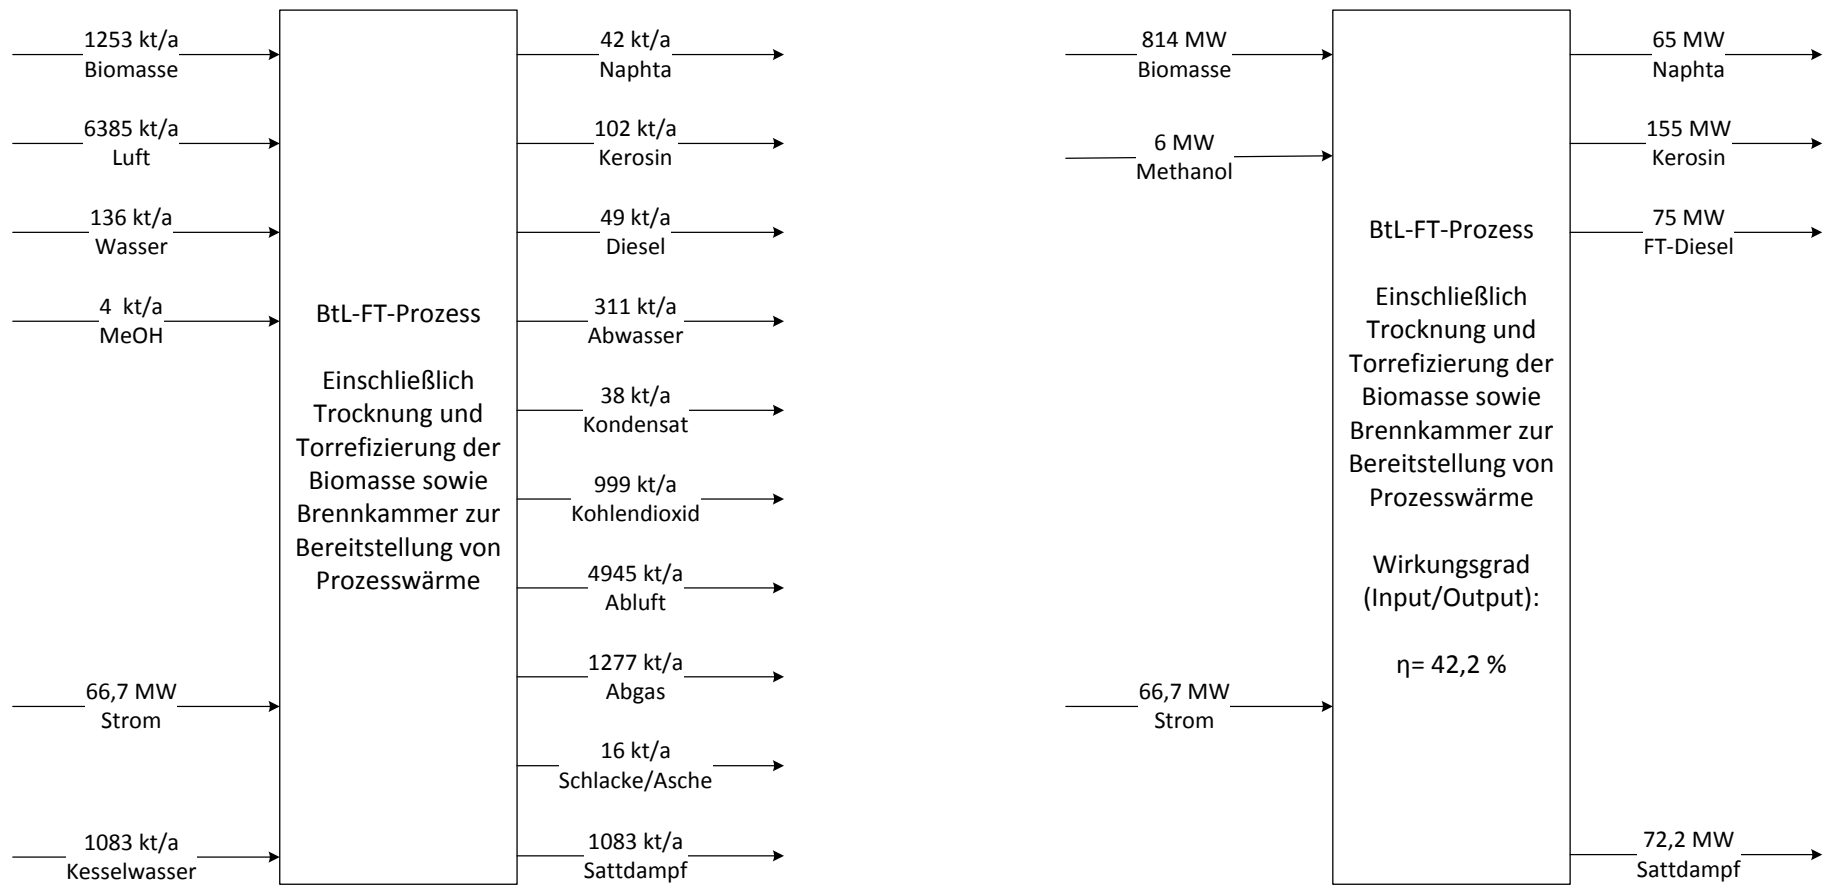 1253 kt/a
Biomasse
6385 kt/a
Luft
136 kt/a
Wasser
4 kt/a
MeOH
66,7 MW
Strom
1083 kt/a
Kesselwasser
BtL-FT-Prozess
Einschließlich
Trocknung und
Torrefizierung der
Biomasse sowie
Brennkammer zur
Bereitstellung von
Prozesswärme
42 kt/a
Naphta
102 kt/a
Kerosin
49 kt/a
Diesel
311 kt/a
Abwasser
38 kt/a
Kondensat
999 kt/a
Kohlendioxid
4945 kt/a
Abluft
1277 kt/a
Abgas
16 kt/a
Schlacke/Asche
1083 kt/a
Sattdampf
814 MW
Biomasse
6 MW
Methanol
66,7 MW
Strom
BtL-FT-Prozess
Einschließlich
Trocknung und
Torrefizierung der
Biomasse sowie
Brennkammer zur
Bereitstellung von
Prozesswärme
Wirkungsgrad
(Input/Output):
η= 42,2 %
65 MW
Naphta
155 MW
Kerosin
75 MW
FT-Diesel
72,2 MW
Sattdampf